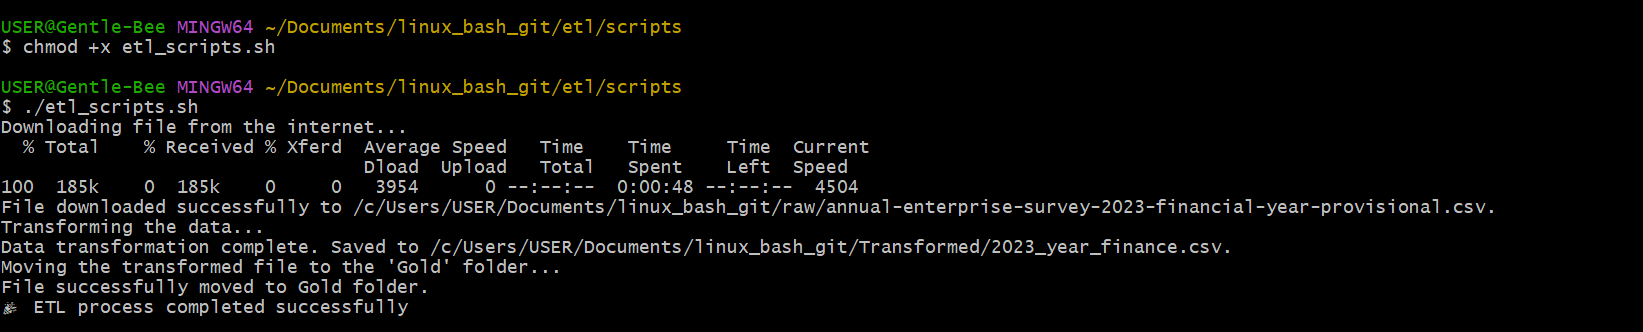 USER@Gentle-Bee MINGW64 ~/Documents/linux_bash_git/etl/scripts
$ chmod +x etl_scripts.sh
USER@Gentle-Bee MINGW64 ~/Documents/linux_bash_git/etl/scripts
$ ./etl_scripts.sh
Downloading file from the internet...
  % Total    % Received % Xferd  Average Speed   Time    Time     Time  Current
                                 Dload  Upload   Total   Spent    Left  Speed
100  185k    0  185k    0     0   3954      0 --:--:--  0:00:48 --:--:--  4504
File downloaded successfully to /c/Users/USER/Documents/linux_bash_git/raw/annual-enterprise-survey-2023-financial-year-provisional.csv.
Transforming the data...
Data transformation complete. Saved to /c/Users/USER/Documents/linux_bash_git/Transformed/2023_year_finance.csv.
Moving the transformed file to the 'Gold' folder...
File successfully moved to Gold folder.
🎉 ETL process completed successfully